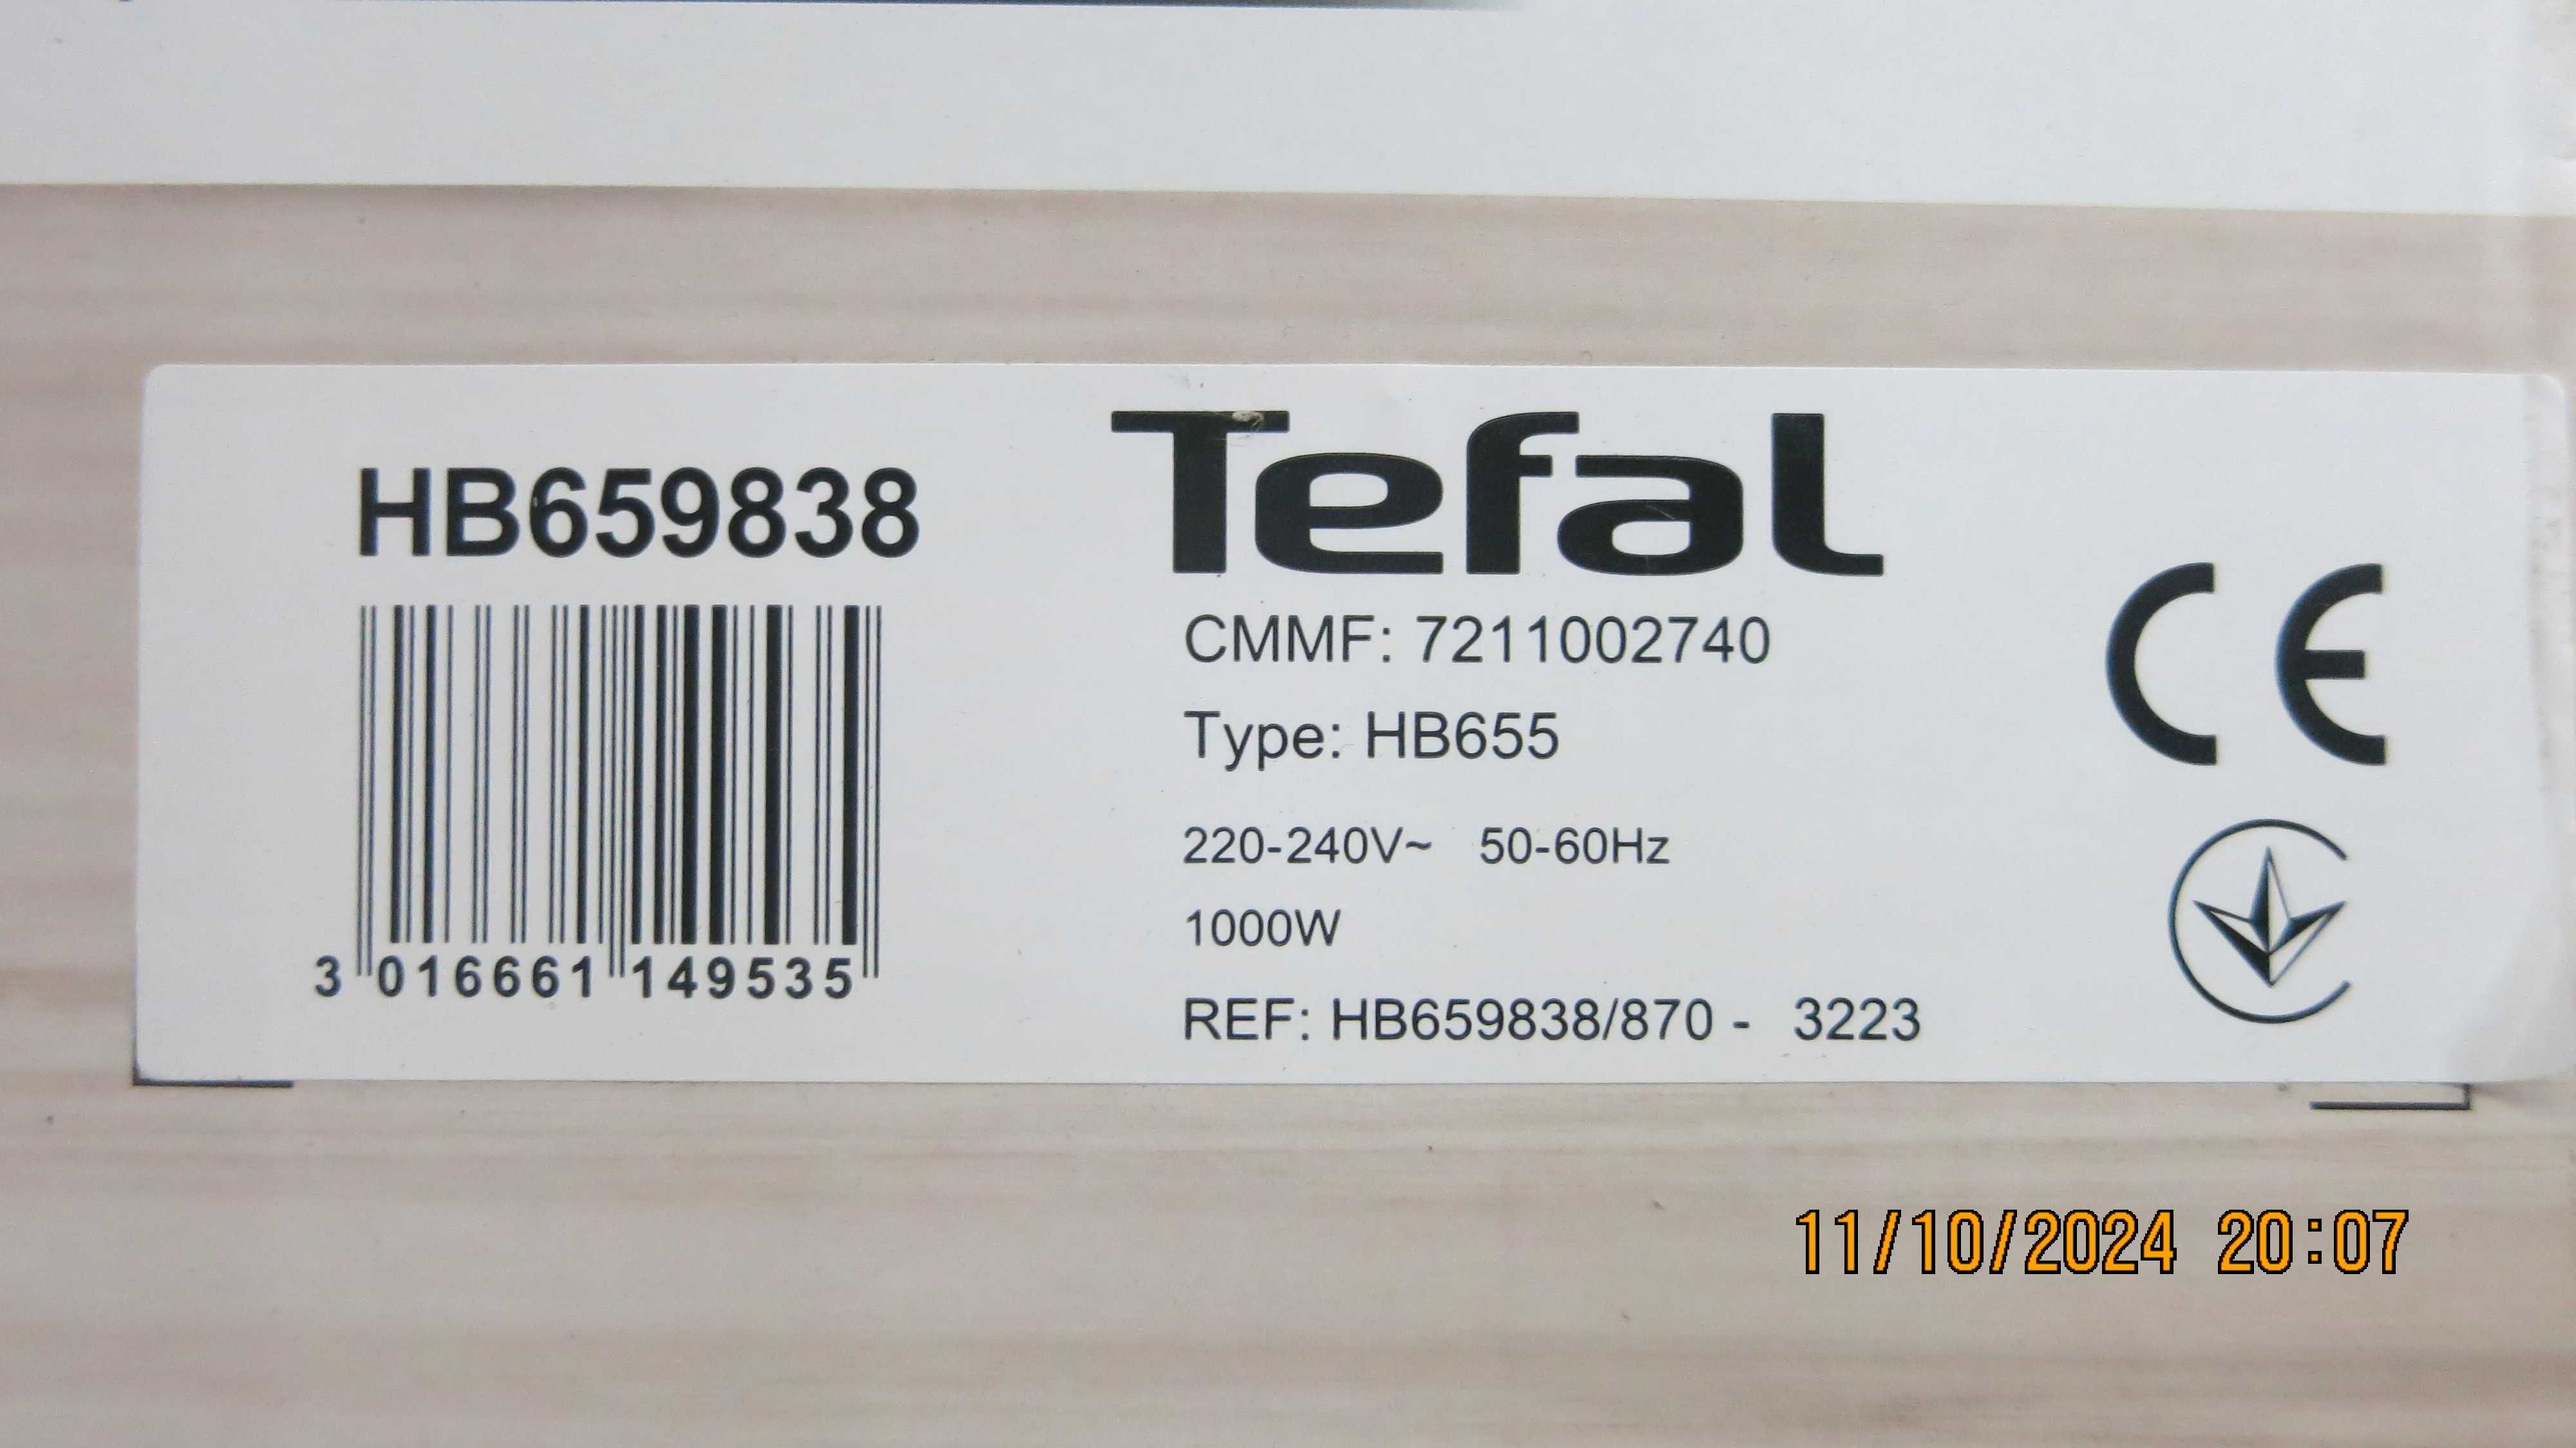 HB659838
3 016661 149535
Tefal
CMMF: 7211002740
Type: HB655
220-240V~ 50-60Hz
1000W
REF: HB659838/870 - 3223
CE
11/10/2024 20:07